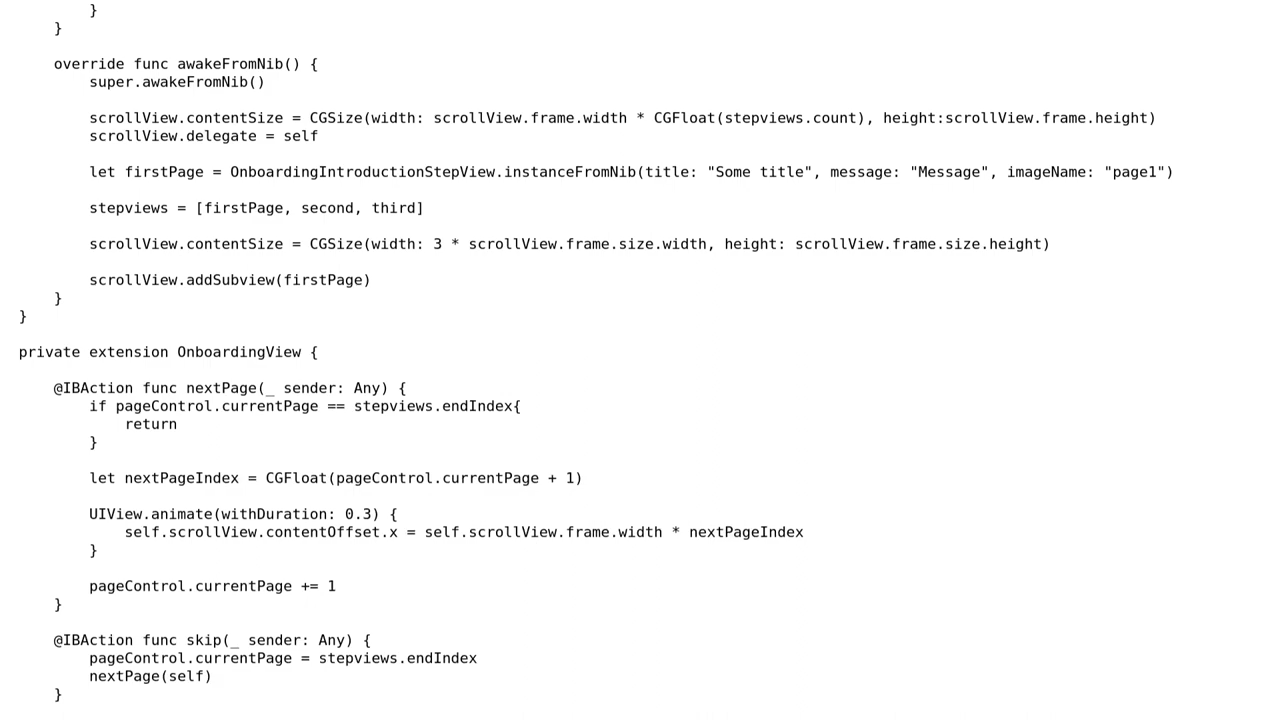 }
    }

    override func awakeFromNib() {
        super.awakeFromNib()

        scrollView.contentSize = CGSize(width: scrollView.frame.width * CGFloat(stepviews.count), height:scrollView.frame.height)
        scrollView.delegate = self

        let firstPage = OnboardingIntroductionStepView.instanceFromNib(title: "Some title", message: "Message", imageName: "page1")

        stepviews = [firstPage, second, third]

        scrollView.contentSize = CGSize(width: 3 * scrollView.frame.size.width, height: scrollView.frame.size.height)

        scrollView.addSubview(firstPage)
    }
}

private extension OnboardingView {

    @IBAction func nextPage(_ sender: Any) {
        if pageControl.currentPage == stepviews.endIndex{
            return
        }

        let nextPageIndex = CGFloat(pageControl.currentPage + 1)

        UIView.animate(withDuration: 0.3) {
            self.scrollView.contentOffset.x = self.scrollView.frame.width * nextPageIndex
        }

        pageControl.currentPage += 1
    }

    @IBAction func skip(_ sender: Any) {
        pageControl.currentPage = stepviews.endIndex
        nextPage(self)
    }